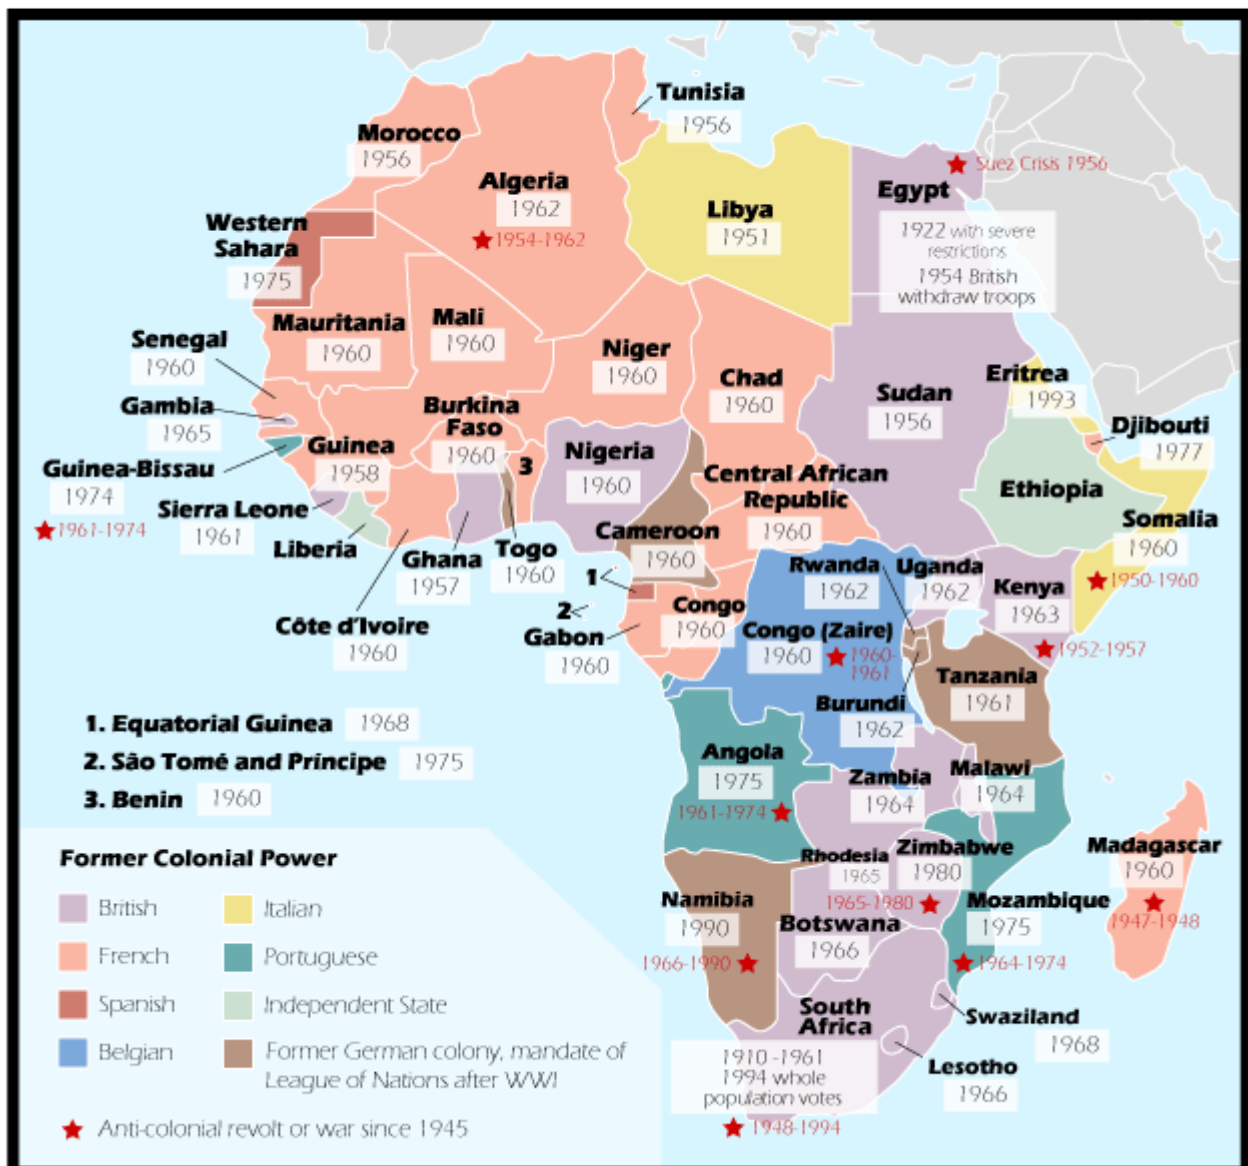 Tunisia
1956
Morocco
1956
Algeria
1962
1954-1962
Libya
1951
Suez Crisis 1956
Egypt
1922 with severe
restrictions
1954 British
withdraw troops
Western
Sahara
1975
Mauritania
1960
Mali
1960
Niger
1960
Chad
1960
Sudan
1956
Eritrea
1993
Djibouti
1977
Senegal
1960
Gambia
1965
Guinea-Bissau
1974
1961-1974
Guinea
1958
Burkina
Faso
1960
3
Nigeria
1960
Central African
Republic
1960
Ethiopia
Somalia
1960
1950-1960
Sierra Leone
1961
Liberia
Côte d'Ivoire
1960
Ghana
1957
Togo
1960
Cameroon
1960
1
2
Gabon
1960
Congo
1960
Rwanda
1962
Uganda
1962
Kenya
1963
1952-1957
Congo (Zaire)
1960
1960-
1961
Burundi
1962
Tanzania
1961
1. Equatorial Guinea 1968
2. São Tomé and Principe 1975
3. Benin 1960
Angola
1975
1961-1974
Zambia
1964
Malawi
1964
Rhodesia
1965
Zimbabwe
1980
1965-1980
Madagascar
1960
1947-1948
Namibia
1990
1966-1990
Botswana
1966
Mozambique
1975
1964-1974
South
Africa
1910 -1961
1994 whole
population votes
1948-1994
Swaziland
1968
Lesotho
1966
Former Colonial Power
British
Italian
French
Portuguese
Spanish
Independent State
Belgian
Former German colony, mandate of
League of Nations after WWI
Anti-colonial revolt or war since 1945